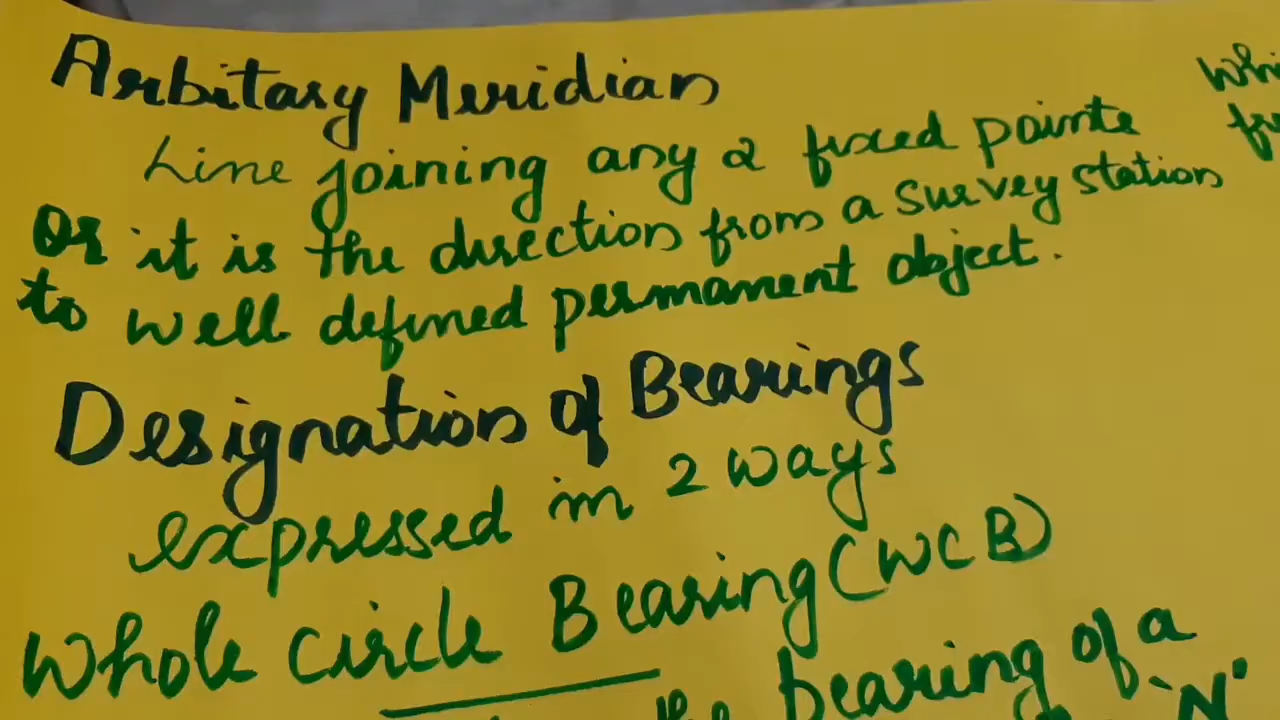 Arbitary Meridian
Line joining any 2 fixed points
Or it is the direction from a survey station
to well defined permanent object.
Designation of Bearings
expressed in 2 ways
Whole circle Bearing (WCB)
the bearing of a
'N'